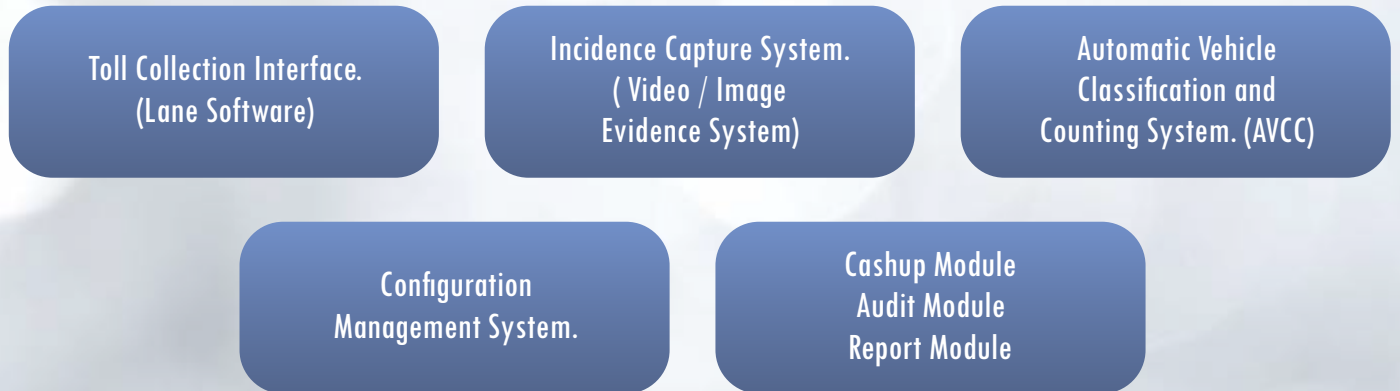 Toll Collection Interface.
(Lane Software)
Incidence Capture System.
( Video / Image
Evidence System)
Automatic Vehicle
Classification and
Counting System. (AVCC)
Configuration
Management System.
Cashup Module
Audit Module
Report Module